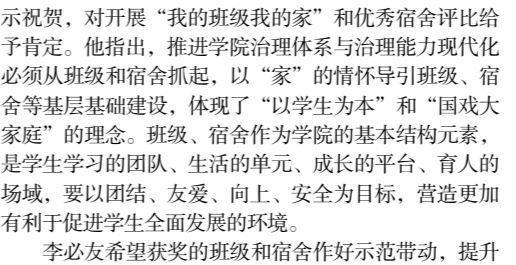 示祝贺，对开展“我的班级我的家”和优秀宿舍评比给
予肯定。他指出，推进学院治理体系与治理能力现代化
必须从班级和宿舍抓起，以“家”的情怀导引班级、宿
舍等基层基础建设，体现了“以学生为本”和“国戏大
家庭”的理念。班级、宿舍作为学院的基本结构元素，
是学生学习的团队、生活的单元、成长的平台、育人的
场域，要以团结、友爱、向上、安全为目标，营造更加
有利于促进学生全面发展的环境。
李必友希望获奖的班级和宿舍作好示范带动，提升